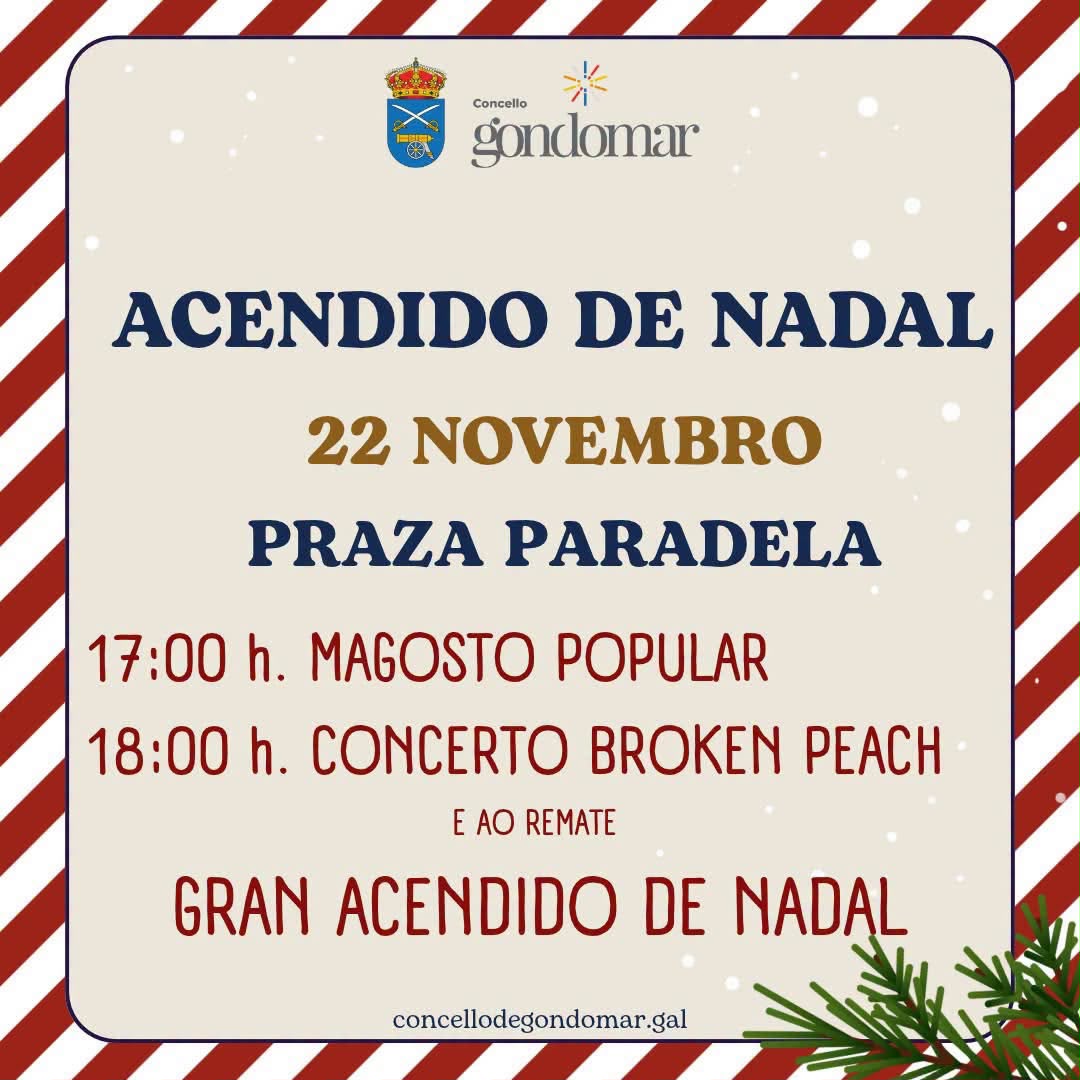 Concello
gondomar
ACENDIDO DE NADAL
22 NOVEMBRO
PRAZA PARADELA
17:00 h. MAGOSTO POPULAR
18:00 h. CONCERTO BROKEN PEACH
E AO REMATE
GRAN ACENDIDO DE NADAL
concellodegondomar.gal